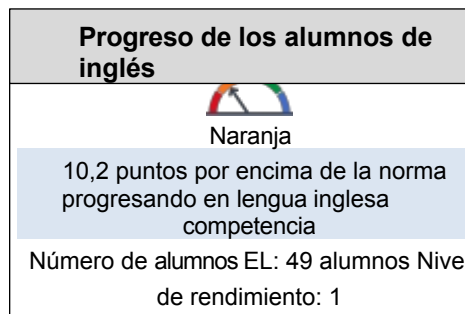 Progreso de los alumnos de
inglés
Naranja
10,2 puntos por encima de la norma
progresando en lengua inglesa
competencia
Número de alumnos EL: 49 alumnos Nive
de rendimiento: 1